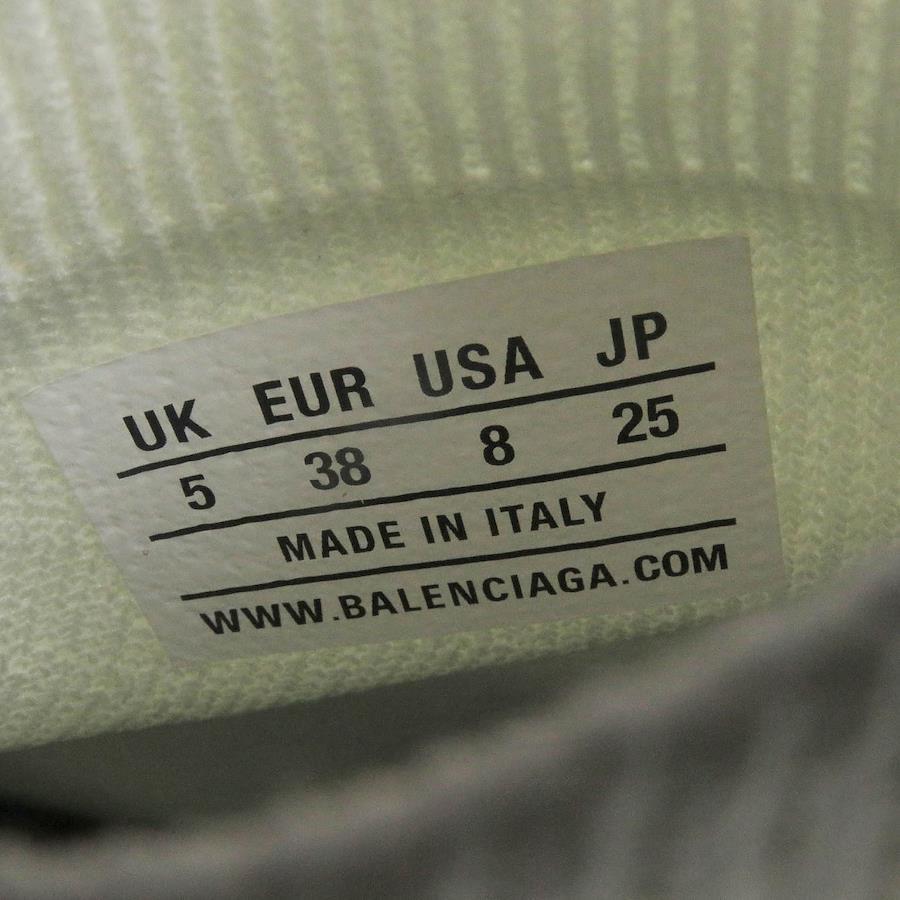 UK EUR USA JP
5 38 8 25
MADE IN ITALY
WWW.BALENCIAGA.COM